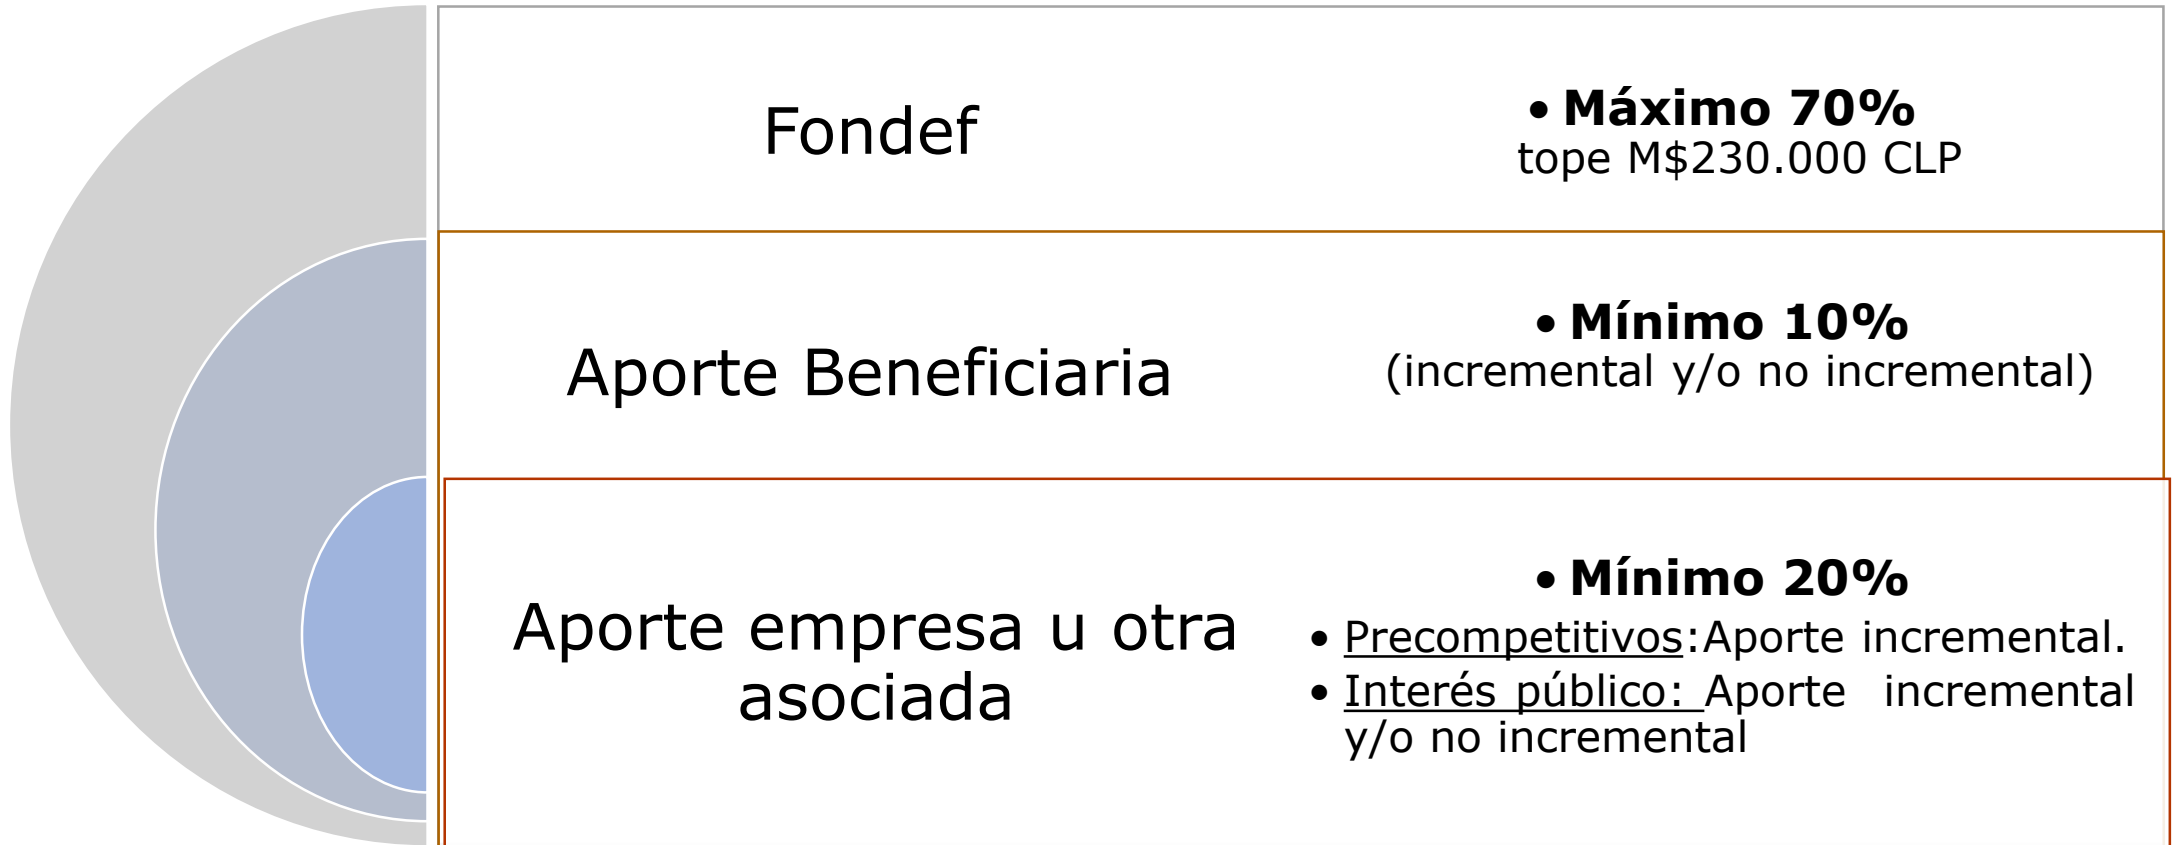 Fondef
• Máximo 70%
tope M$230.000 CLP
Aporte Beneficiaria
• Mínimo 10%
(incremental y/o no incremental)
Aporte empresa u otra
asociada
• Mínimo 20%
• Precompetitivos:Aporte incremental.
• Interés público: Aporte incremental
y/o no incremental